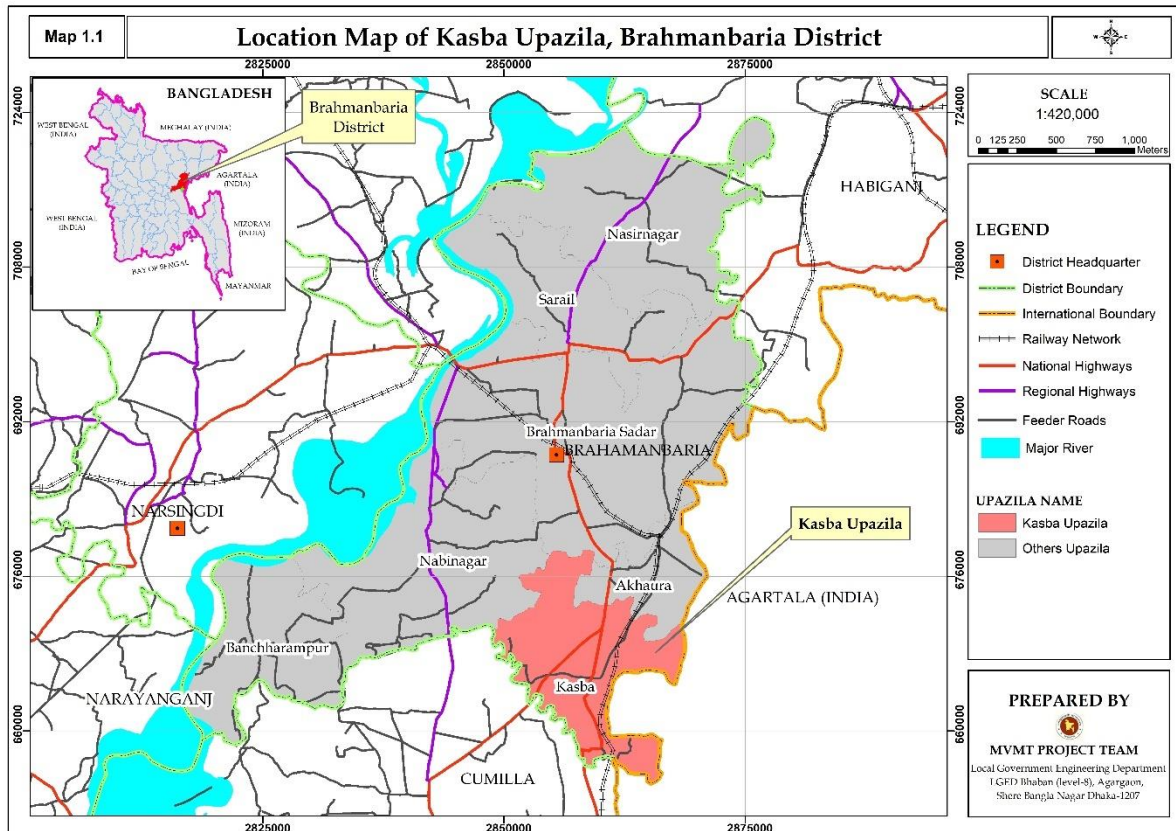 Map 1.1
Location Map of Kasba Upazila, Brahmanbaria District
2825000
2850000
2875000
BANGLADESH
WEST BENGAL
(INDIA)
MEGHALAY (INDIA)
AGARTALA
(INDIA)
WEST BENGAL
(INDIA)
MIZORAM
(INDIA)
BAY OF BENGAL
MAYANMAR
Brahmanbaria
District
724000
724000
708000
708000
692000
692000
676000
676000
660000
660000
HABIGANJ
Nasirnagar
Sarail
Brahmanbaria Sadar
BRAHAMANBARIA
NARSINGDI
Kasba Upazila
Nabinagar
Akhaura
AGARTALA (INDIA)
Banchharampur
Kasba
NARAYANGANJ
CUMILLA
2825000
2850000
2875000
SCALE
1:420,000
0 125 250 500 750 1,000
Meters
LEGEND
District Headquarter
District Boundary
International Boundary
Railway Network
National Highways
Regional Highways
Feeder Roads
Major River
UPAZILA NAME
Kasba Upazila
Others Upazila
PREPARED BY
MVMT PROJECT TEAM
Local Government Engineering Department
LGED Bhaban (level-8), Agargaon,
Shere Bangla Nagar Dhaka-1207